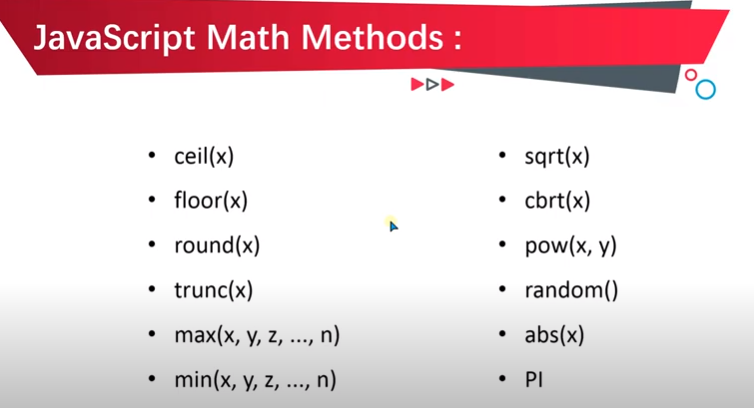 JavaScript Math Methods :
• ceil(x)
• floor(x)
• round(x)
• trunc(x)
• max(x, y, z, ..., n)
• min(x, y, z, ..., n)
• sqrt(x)
• cbrt(x)
• pow(x, y)
• random()
• abs(x)
• PI